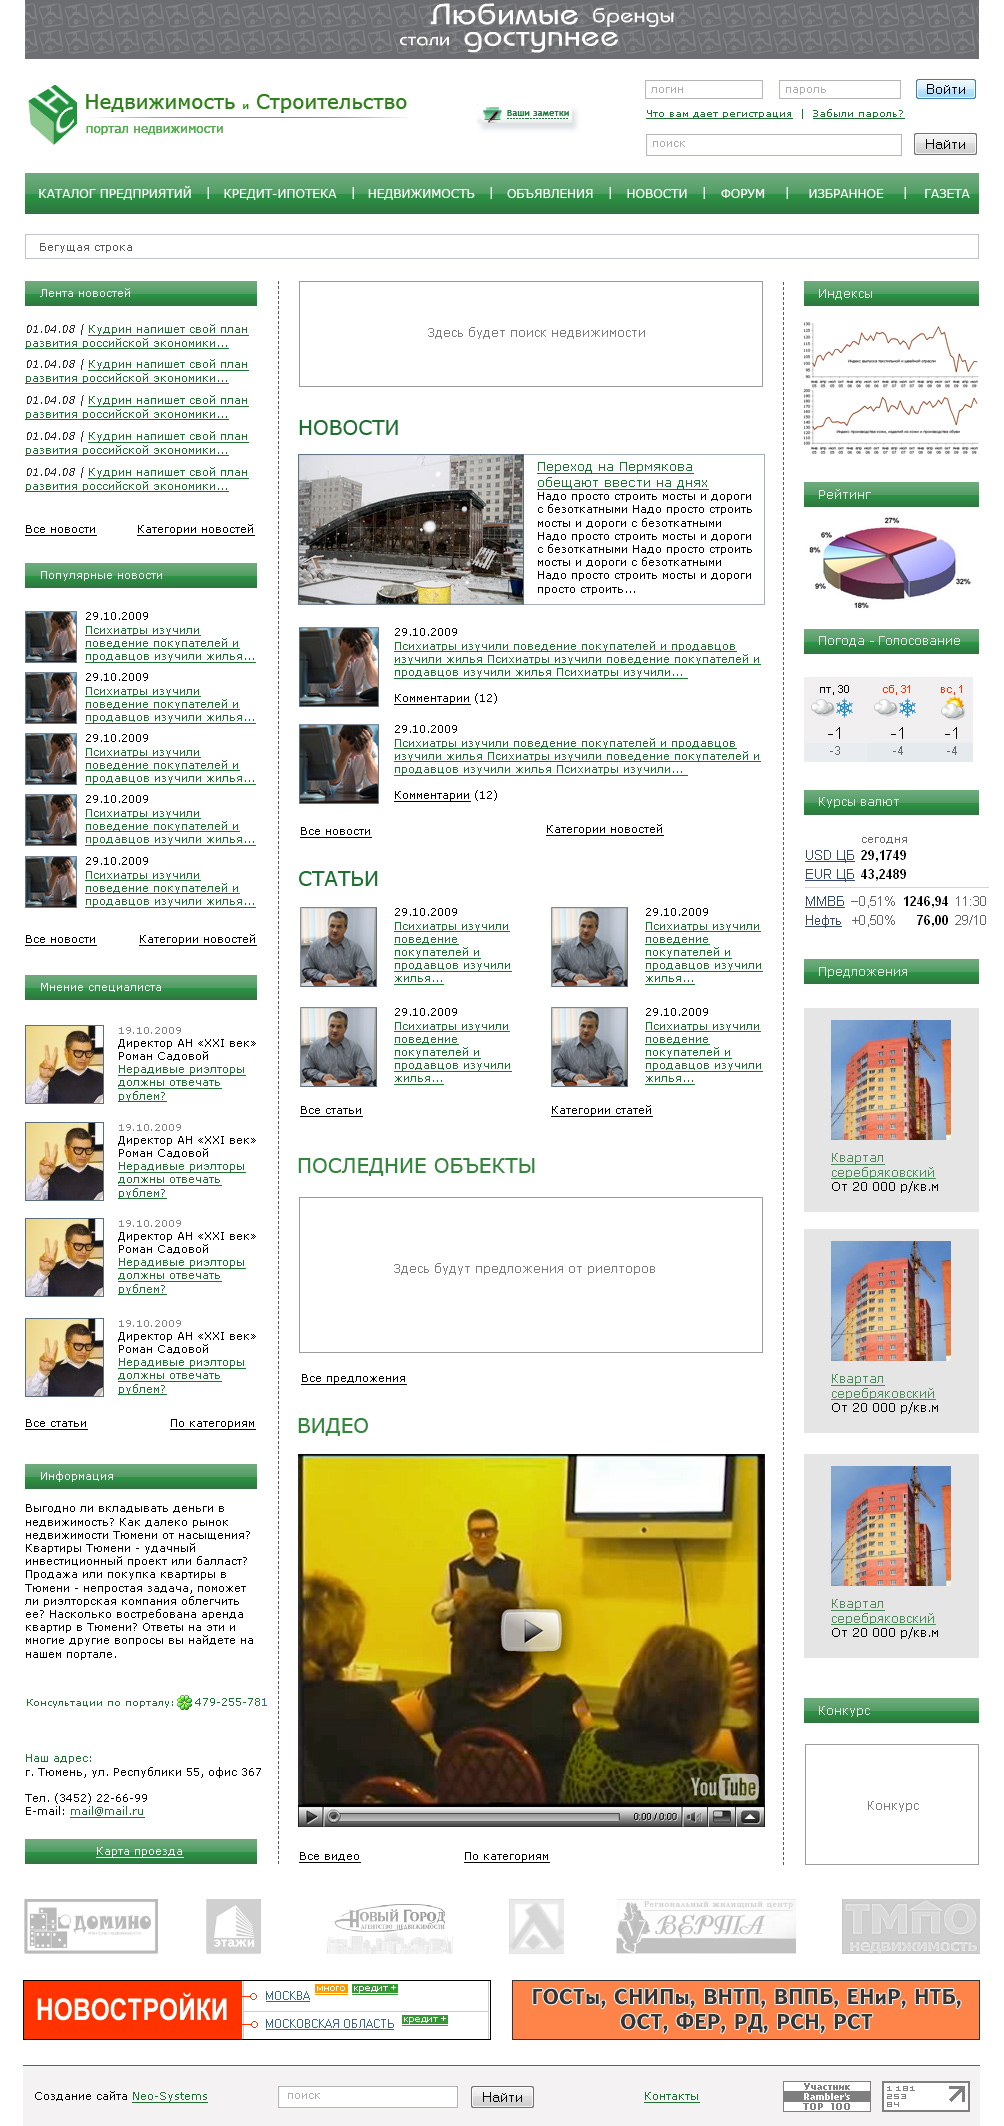 Любимые бренды
стали доступнее
Недвижимость и Строительство
портал недвижимости
Ваши заметки
логин
пароль
Войти
Что вам дает регистрация | Забыли пароль?
поиск
Найти
КАТАЛОГ ПРЕДПРИЯТИЙ | КРЕДИТ-ИПОТЕКА | НЕДВИЖИМОСТЬ | ОБЪЯВЛЕНИЯ | НОВОСТИ | ФОРУМ | ИЗБРАННОЕ | ГАЗЕТА
Бегущая строка
Лента новостей
01.04.08 / Кудрин напишет свой план
развития российской экономики...
01.04.08 / Кудрин напишет свой план
развития российской экономики...
01.04.08 / Кудрин напишет свой план
развития российской экономики...
01.04.08 / Кудрин напишет свой план
развития российской экономики...
01.04.08 / Кудрин напишет свой план
развития российской экономики...
Все новости
Категории новостей
Популярные новости
29.10.2009
Психиатры изучили
поведение покупателей и
продавцов изучили жилья...
29.10.2009
Психиатры изучили
поведение покупателей и
продавцов изучили жилья...
29.10.2009
Психиатры изучили
поведение покупателей и
продавцов изучили жилья...
29.10.2009
Психиатры изучили
поведение покупателей и
продавцов изучили жилья...
29.10.2009
Психиатры изучили
поведение покупателей и
продавцов изучили жилья...
Все новости
Категории новостей
Мнение специалиста
19.10.2009
Директор АН «XXI век»
Роман Садовой
Нерадивые риэлторы
должны отвечать
рублем?
19.10.2009
Директор АН «XXI век»
Роман Садовой
Нерадивые риэлторы
должны отвечать
рублем?
19.10.2009
Директор АН «XXI век»
Роман Садовой
Нерадивые риэлторы
должны отвечать
рублем?
19.10.2009
Директор АН «XXI век»
Роман Садовой
Нерадивые риэлторы
должны отвечать
рублем?
Все статьи
По категориям
Информация
Выгодно ли вкладывать деньги в
недвижимость? Как далеко рынок
недвижимости Тюмени от насыщения?
Квартиры Тюмени - удачный
инвестиционный проект или балласт?
Продажа или покупка квартиры в
Тюмени - непростая задача, поможет
ли риэлторская компания облегчить
ее? Насколько востребована аренда
квартир в Тюмени? Ответы на эти и
многие другие вопросы вы найдете на
нашем портале.
Консультации по порталу: 479-255-781
Наш адрес:
г. Тюмень, ул. Республики 55, офис 367
Тел. (3452) 22-66-99
E-mail: mail@mail.ru
Карта проезда
Здесь будет поиск недвижимости
НОВОСТИ
Переход на Пермякова
обещают ввести на днях
Надо просто строить мосты и дороги
с безоткатными Надо просто строить
мосты и дороги с безоткатными
Надо просто строить мосты и дороги
с безоткатными Надо просто строить
мосты и дороги с безоткатными
Надо просто строить мосты и дороги
просто строить...
29.10.2009
Психиатры изучили поведение покупателей и продавцов
изучили жилья Психиатры изучили поведение покупателей и
продавцов изучили жилья Психиатры изучили...
Комментарии (12)
29.10.2009
Психиатры изучили поведение покупателей и продавцов
изучили жилья Психиатры изучили поведение покупателей и
продавцов изучили жилья Психиатры изучили...
Комментарии (12)
Все новости
Категории новостей
СТАТЬИ
29.10.2009
Психиатры изучили
поведение
покупателей и
продавцов изучили
жилья...
29.10.2009
Психиатры изучили
поведение
покупателей и
продавцов изучили
жилья...
29.10.2009
Психиатры изучили
поведение
покупателей и
продавцов изучили
жилья...
29.10.2009
Психиатры изучили
поведение
покупателей и
продавцов изучили
жилья...
Все статьи
Категории статей
ПОСЛЕДНИЕ ОБЪЕКТЫ
Здесь будут предложения от риелторов
Все предложения
ВИДЕО
YouTube
0:00 / 0:00
Все видео
По категориям
Индексы
Индекс выпуска текстильной и швейной отрасли
Индекс производства кожи, изделий из кожи и производства обуви
Рейтинг
27%
6%
8%
9%
18%
32%
Погода - Голосование
пт, 30 сб, 31 вс, 1
-1 -1 -1
-3 -4 -4
Курсы валют
сегодня
USD ЦБ 29,1749
EUR ЦБ 43,2489
ММВБ −0,51% 1246,94 11:30
Нефть +0,50% 76,00 29/10
Предложения
Квартал
серебряковский
От 20 000 р/кв.м
Квартал
серебряковский
От 20 000 р/кв.м
Квартал
серебряковский
От 20 000 р/кв.м
Конкурс
Конкурс
ДОМИНО
этажи
Новый Город
агентство недвижимости
Региональный жилищный центр
ВЕРТА
ТМПО
недвижимость
НОВОСТРОЙКИ
МОСКВА много кредит +
МОСКОВСКАЯ ОБЛАСТЬ кредит +
ГОСТы, СНИПы, ВНТП, ВППБ, ЕНиР, НТБ,
ОСТ, ФЕР, РД, РСН, РСТ
Создание сайта Neo-Systems
поиск
Найти
Контакты
Участник
Rambler's
TOP 100
1181
253
84